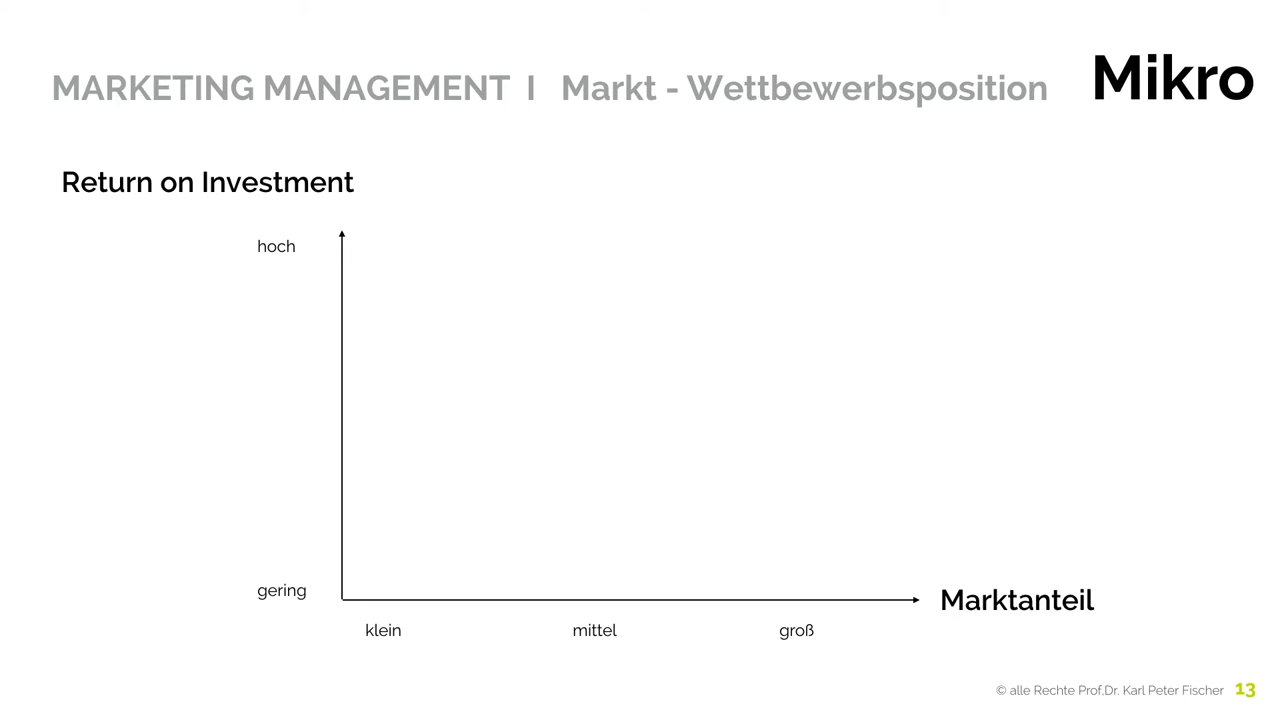 MARKETING MANAGEMENT I Markt - Wettbewerbsposition Mikro
Return on Investment
hoch
gering
Marktanteil
klein mittel groß
© alle Rechte Prof.Dr. Karl Peter Fischer 13